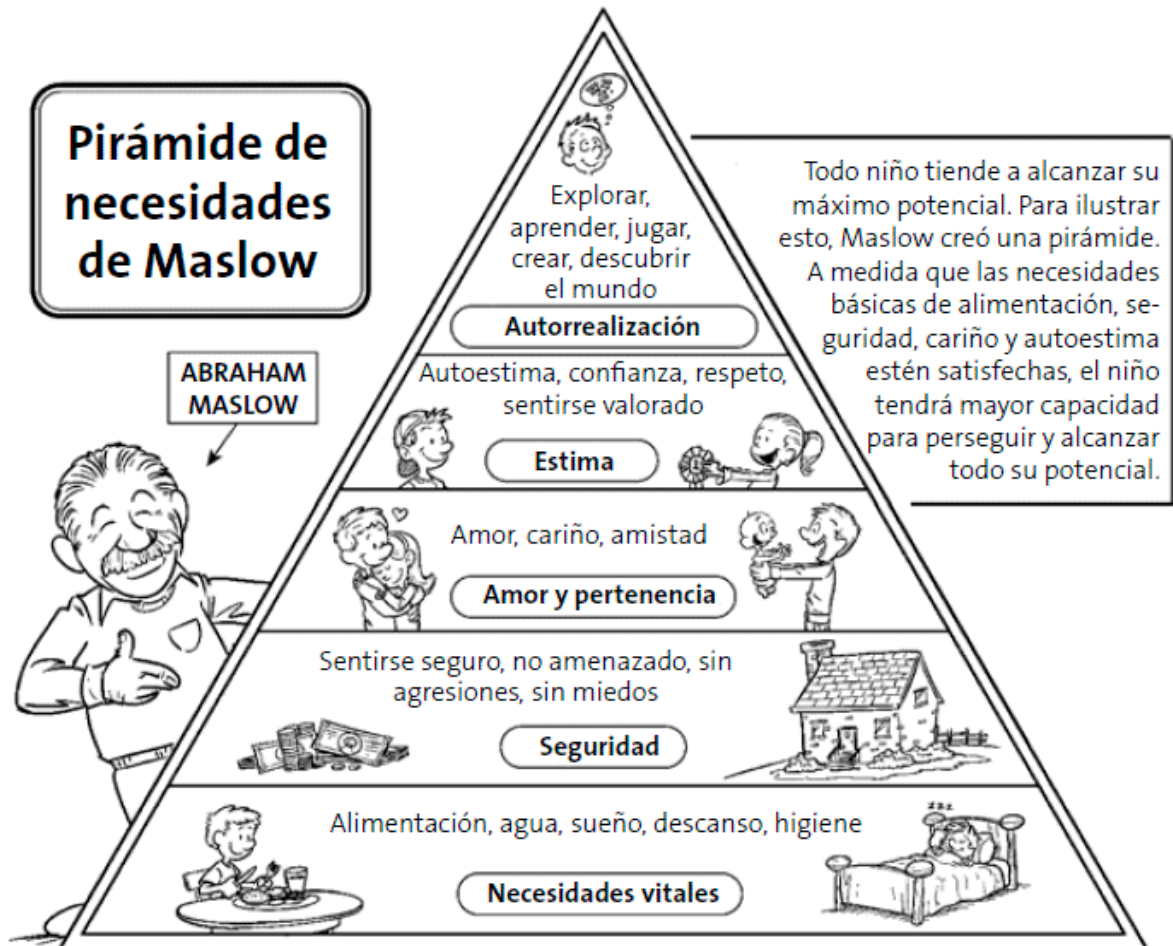 Pirámide de
necesidades
de Maslow
ABRAHAM
MASLOW
Explorar,
aprender, jugar,
crear, descubrir
el mundo
Autorrealización
Autoestima, confianza, respeto,
sentirse valorado
Estima
Amor, cariño, amistad
Amor y pertenencia
Sentirse seguro, no amenazado, sin
agresiones, sin miedos
Seguridad
Alimentación, agua, sueño, descanso, higiene
zzz
Necesidades vitales
Todo niño tiende a alcanzar su
máximo potencial. Para ilustrar
esto, Maslow creó una pirámide.
A medida que las necesidades
básicas de alimentación, se-
guridad, cariño y autoestima
estén satisfechas, el niño
tendrá mayor capacidad
para perseguir y alcanzar
todo su potencial.